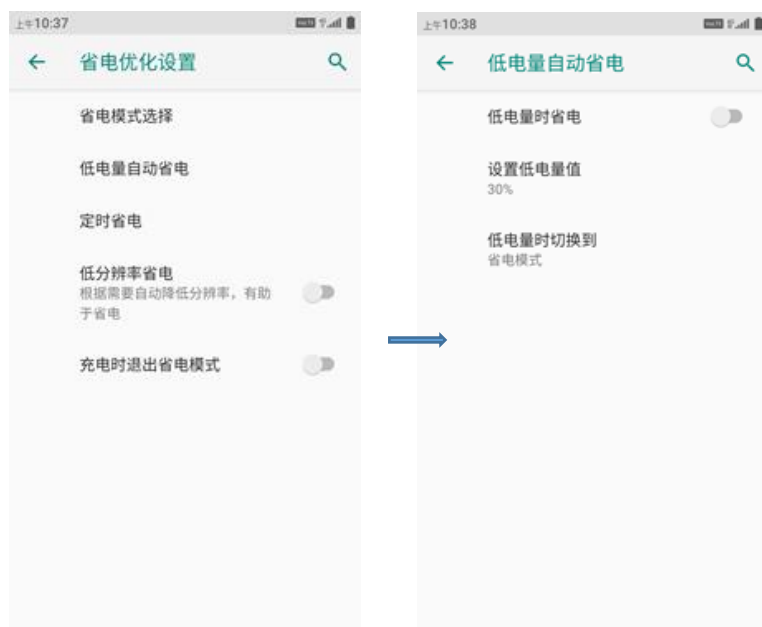 上午10:37
省电优化设置
省电模式选择
低电量自动省电
定时省电
低分辨率省电
根据需要自动降低分辨率，有助
于省电
充电时退出省电模式
上午10:38
低电量自动省电
低电量时省电
设置低电量值
30%
低电量时切换到
省电模式